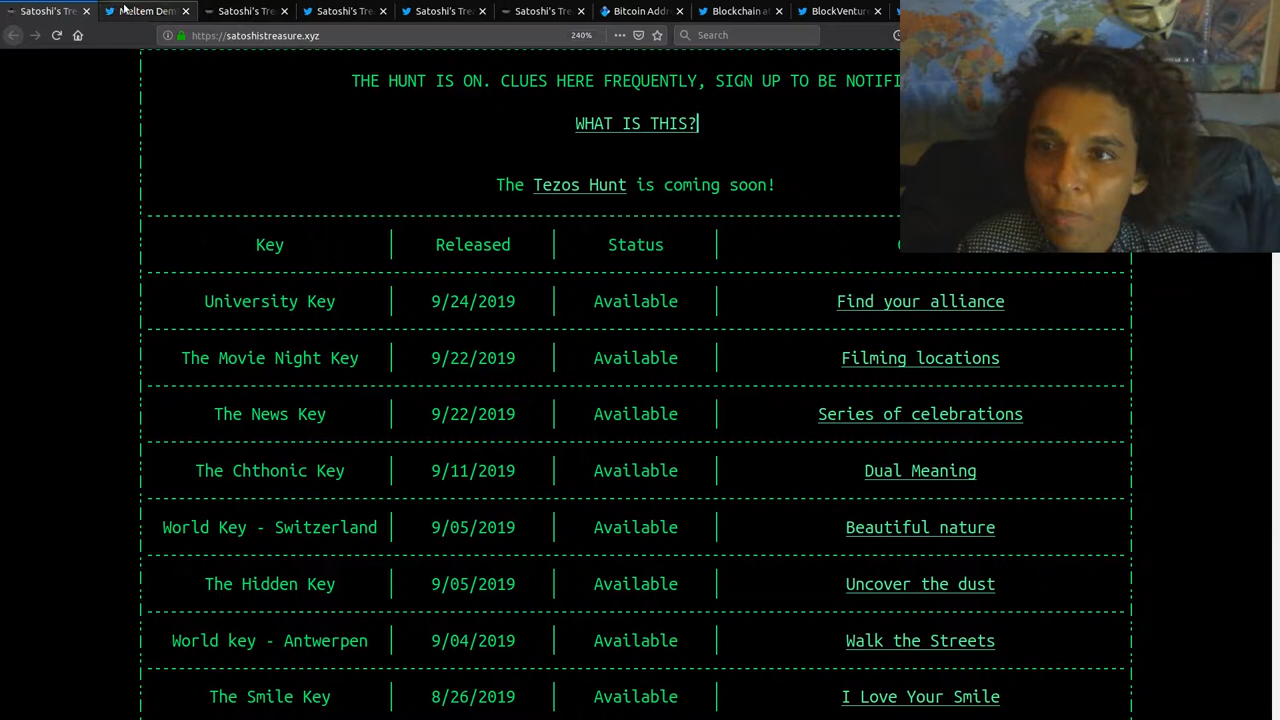 Satoshi's Tre
Meltem Dem
Satoshi's Tr
Satoshi's Tr
Satoshi's Tr
Satoshi's Tr
Bitcoin Addr
Blockchain a
BlockVentur
https://satoshistreasure.xyz
240%
Search
THE HUNT IS ON. CLUES HERE FREQUENTLY, SIGN UP TO BE NOTIFI
WHAT IS THIS?
The Tezos Hunt is coming soon!
Key Released Status
University Key 9/24/2019 Available Find your alliance
The Movie Night Key 9/22/2019 Available Filming locations
The News Key 9/22/2019 Available Series of celebrations
The Chthonic Key 9/11/2019 Available Dual Meaning
World Key - Switzerland 9/05/2019 Available Beautiful nature
The Hidden Key 9/05/2019 Available Uncover the dust
World key - Antwerpen 9/04/2019 Available Walk the Streets
The Smile Key 8/26/2019 Available I Love Your Smile